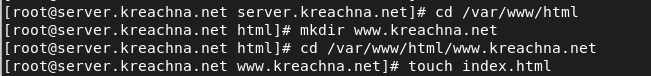 [root@server.kreachna.net server.kreachna.net]# cd /var/www/html
[root@server.kreachna.net html]# mkdir www.kreachna.net
[root@server.kreachna.net html]# cd /var/www/html/www.kreachna.net
[root@server.kreachna.net www.kreachna.net]# touch index.html